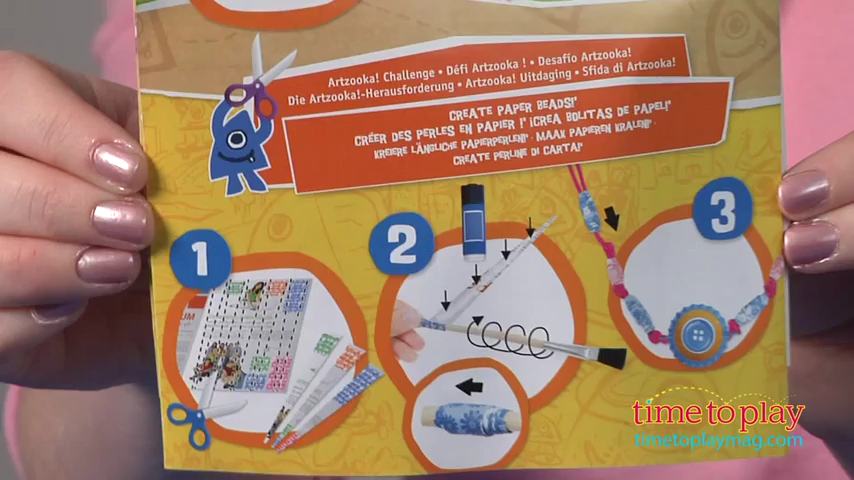 Artzooka! Challenge • Défi Artzooka ! • Desafío Artzooka!
Die Artzooka!-Herausforderung • Artzooka! Uitdaging • Sfida di Artzooka!
CREATE PAPER BEADS!
CRÉER DES PERLES EN PAPIER ! ¡CREA BOLITAS DE PAPEL!
KREIERE LÄNGLICHE PAPIERPERLEN! • MAAK PAPIEREN KRALEN! •
CREATE PERLINE DI CARTA!
1
2
3
time to play
timetoplaymag.com